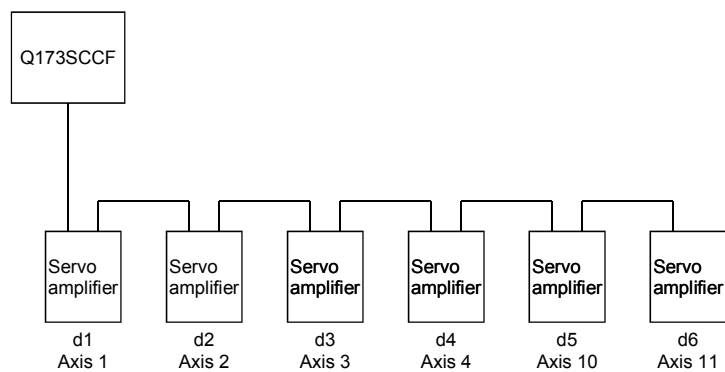 Q173SCCF
Servo
amplifier
Servo
amplifier
Servo
amplifier
Servo
amplifier
Servo
amplifier
Servo
amplifier
d1
Axis 1
d2
Axis 2
d3
Axis 3
d4
Axis 4
d5
Axis 10
d6
Axis 11